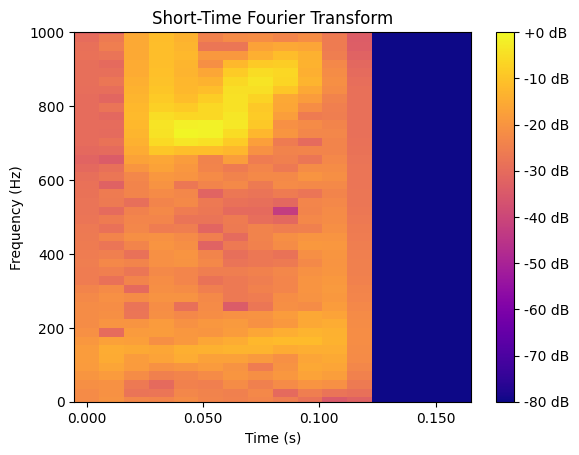 Short-Time Fourier Transform
1000
800
600
400
200
0
Frequency (Hz)
0.000
0.050
0.100
0.150
Time (s)
+0 dB
-10 dB
-20 dB
-30 dB
-40 dB
-50 dB
-60 dB
-70 dB
-80 dB